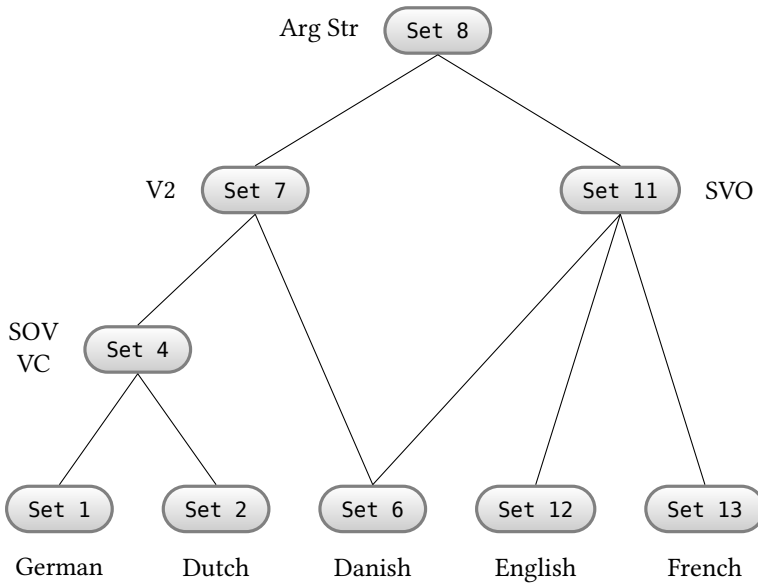 Arg Str Set 8
V2 Set 7 Set 11 SVO
SOV
VC
Set 4
Set 1 Set 2 Set 6 Set 12 Set 13
German Dutch Danish English French